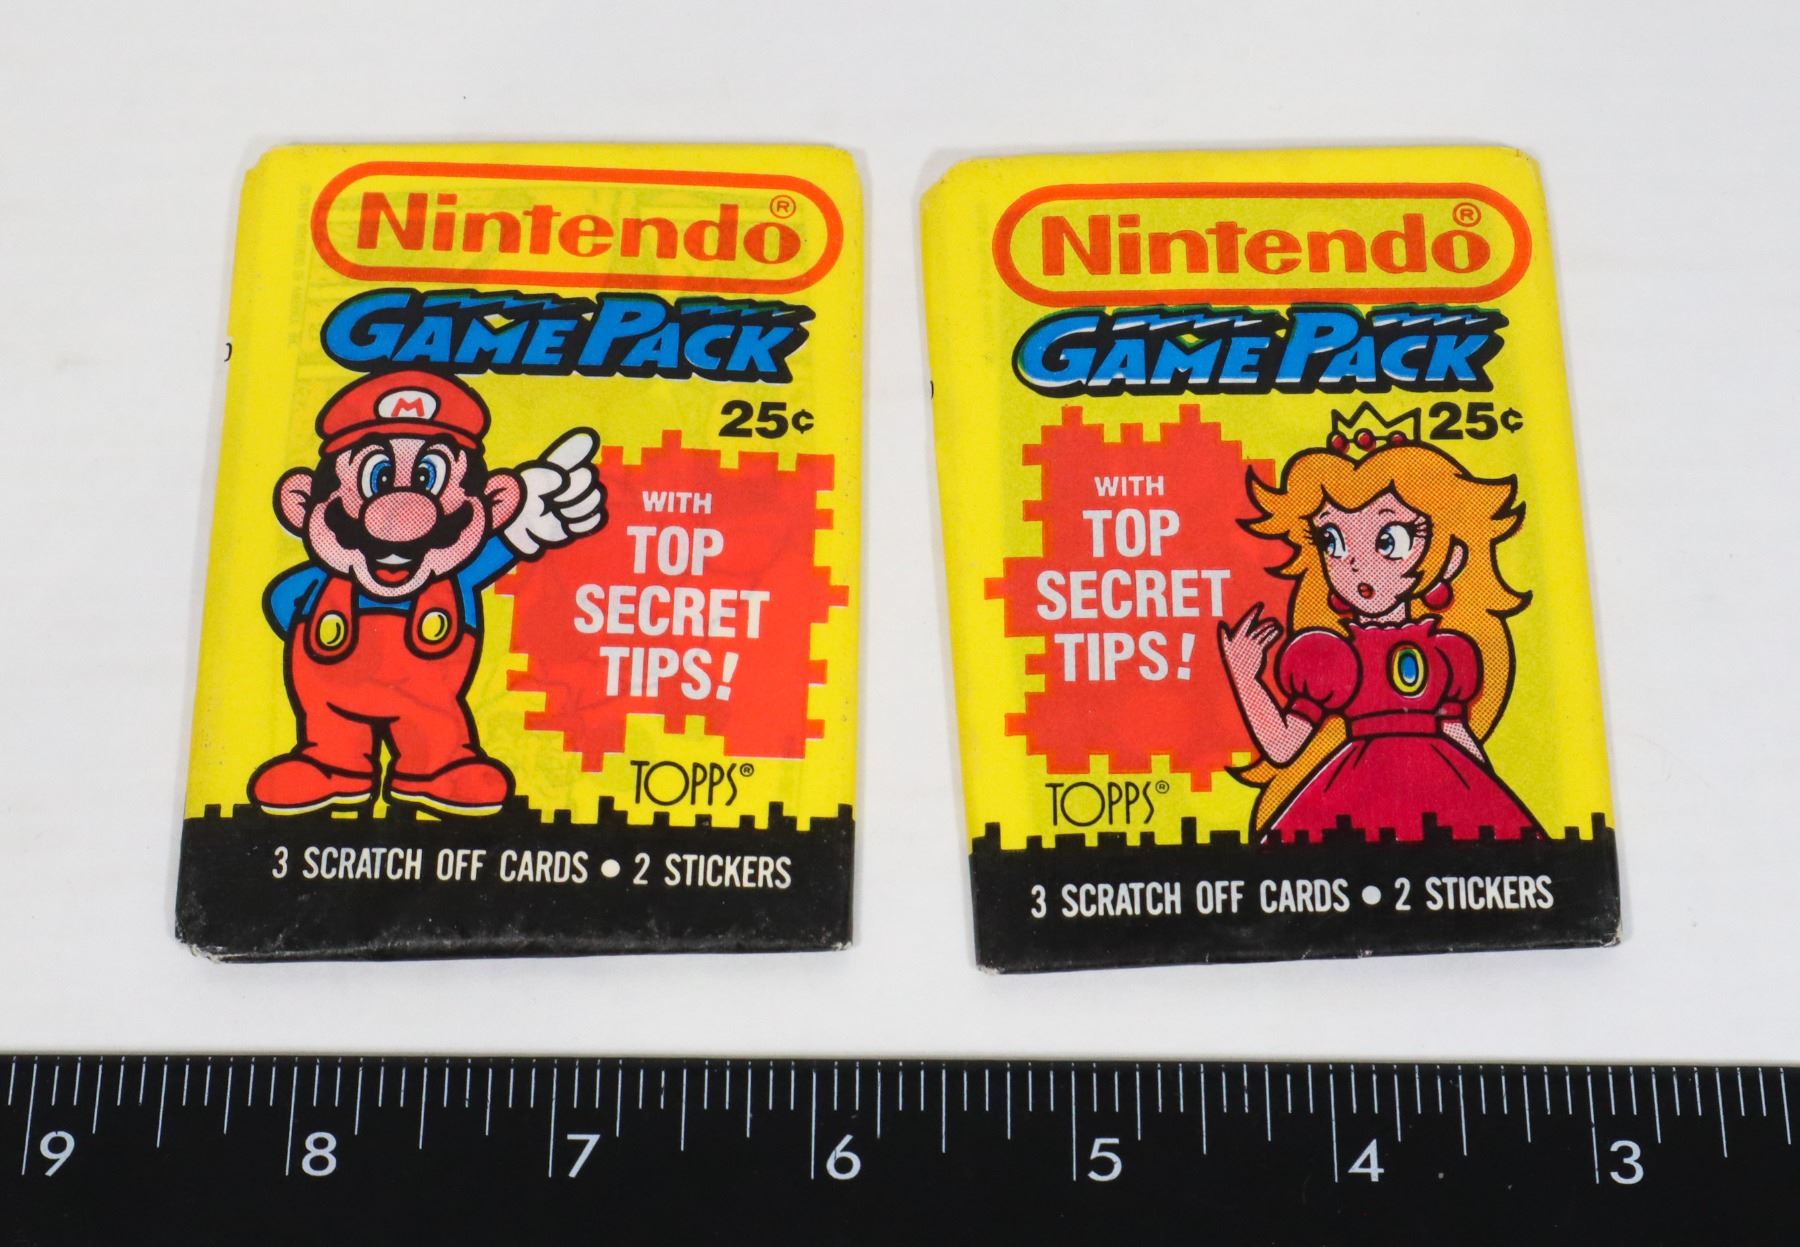 Nintendo®
GAME PACK
25¢
M
WITH
TOP
SECRET
TIPS!
TOPPS®
3 SCRATCH OFF CARDS • 2 STICKERS
Nintendo®
GAME PACK
25¢
WITH
TOP
SECRET
TIPS!
TOPPS®
3 SCRATCH OFF CARDS • 2 STICKERS
9 8 7 6 5 4 3